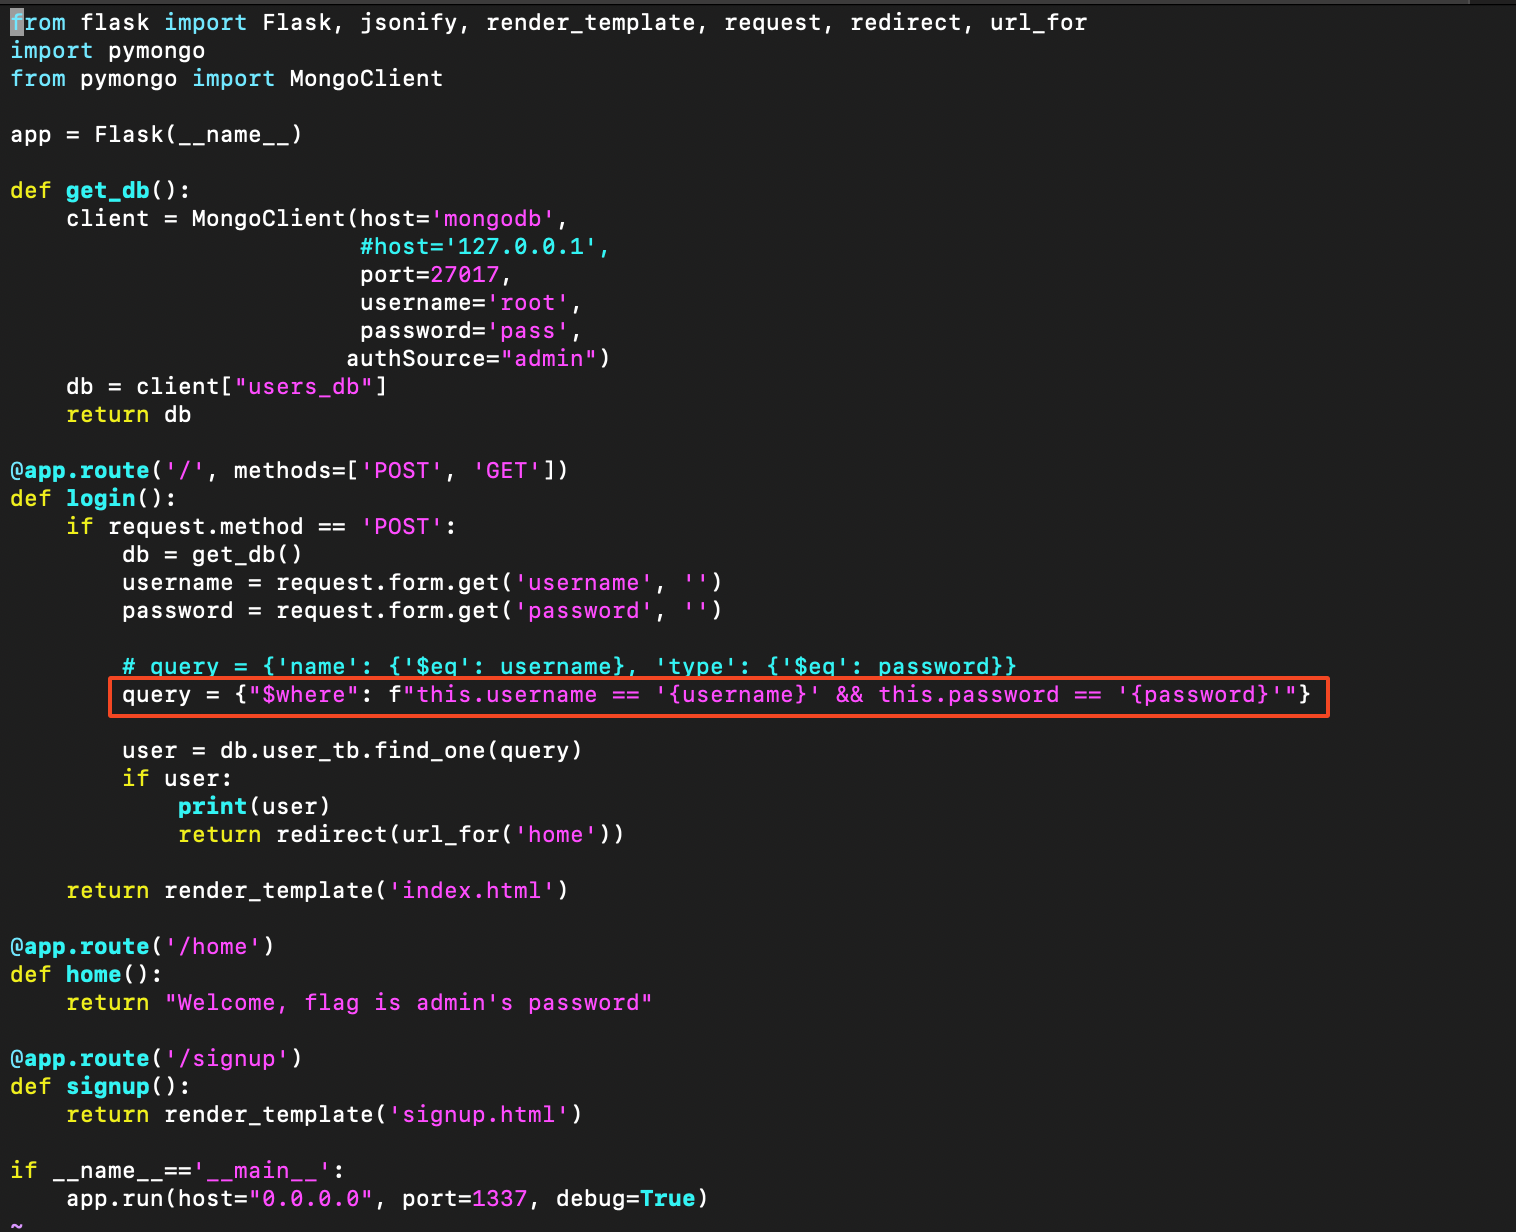 from flask import Flask, jsonify, render_template, request, redirect, url_for
import pymongo
from pymongo import MongoClient

app = Flask(__name__)

def get_db():
    client = MongoClient(host='mongodb',
                         #host='127.0.0.1',
                         port=27017,
                         username='root',
                         password='pass',
                        authSource="admin")
    db = client["users_db"]
    return db

@app.route('/', methods=['POST', 'GET'])
def login():
    if request.method == 'POST':
        db = get_db()
        username = request.form.get('username', '')
        password = request.form.get('password', '')

        # query = {'name': {'$eq': username}, 'type': {'$eq': password}}
        query = {"$where": f"this.username == '{username}' && this.password == '{password}'"}

        user = db.user_tb.find_one(query)
        if user:
            print(user)
            return redirect(url_for('home'))

    return render_template('index.html')

@app.route('/home')
def home():
    return "Welcome, flag is admin's password"

@app.route('/signup')
def signup():
    return render_template('signup.html')

if __name__=='__main__':
    app.run(host="0.0.0.0", port=1337, debug=True)
~